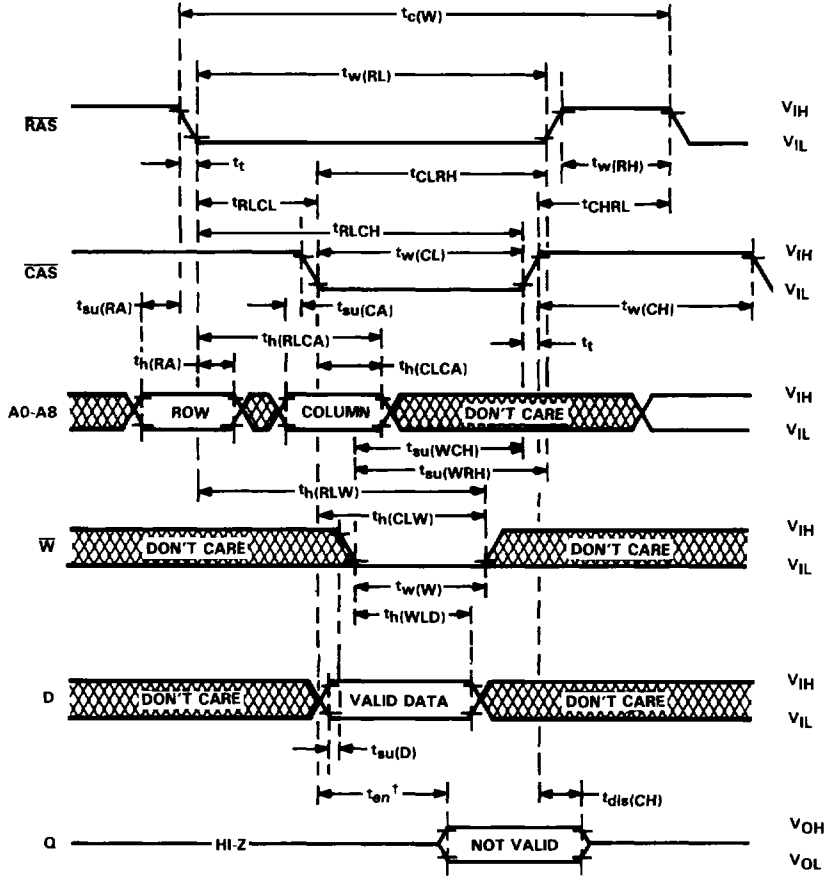 tc(W)
tw(RL)
RAS
VIH
VIL
tt
tCLRH
tw(RH)
tRLCL
tCHRL
tRLCH
CAS
tw(CL)
VIH
VIL
tsu(RA)
tsu(CA)
tw(CH)
th(RLCA)
th(RA)
th(CLCA)
tt
A0-A8
ROW
COLUMN
DON'T CARE
VIH
VIL
tsu(WCH)
tsu(WRH)
th(RLW)
th(CLW)
W
DON'T CARE
DON'T CARE
VIH
VIL
tw(W)
th(WLD)
D
DON'T CARE
VALID DATA
DON'T CARE
VIH
VIL
tsu(D)
ten†
tdis(CH)
Q
HI-Z
NOT VALID
VOH
VOL